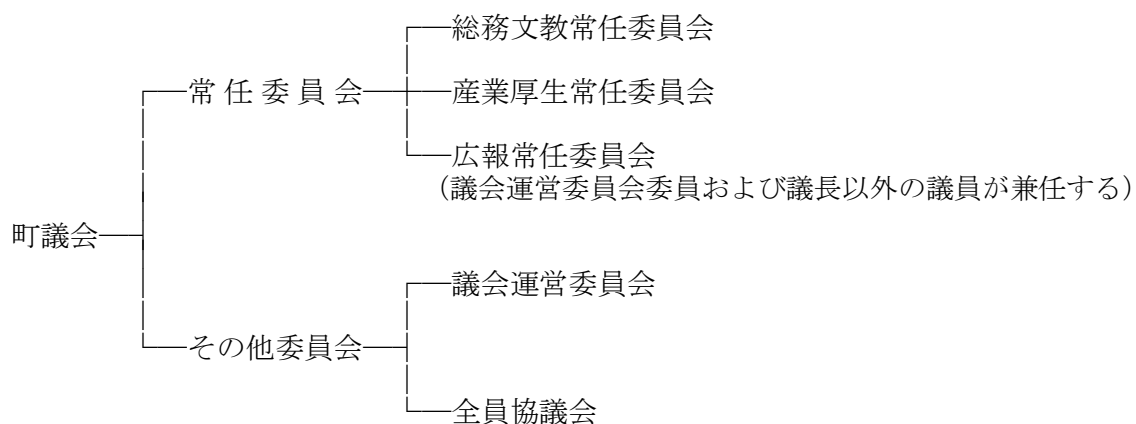 総務文教常任委員会
常任委員会
産業厚生常任委員会
広報常任委員会
(議会運営委員会委員および議長以外の議員が兼任する)
町議会
議会運営委員会
その他委員会
全員協議会